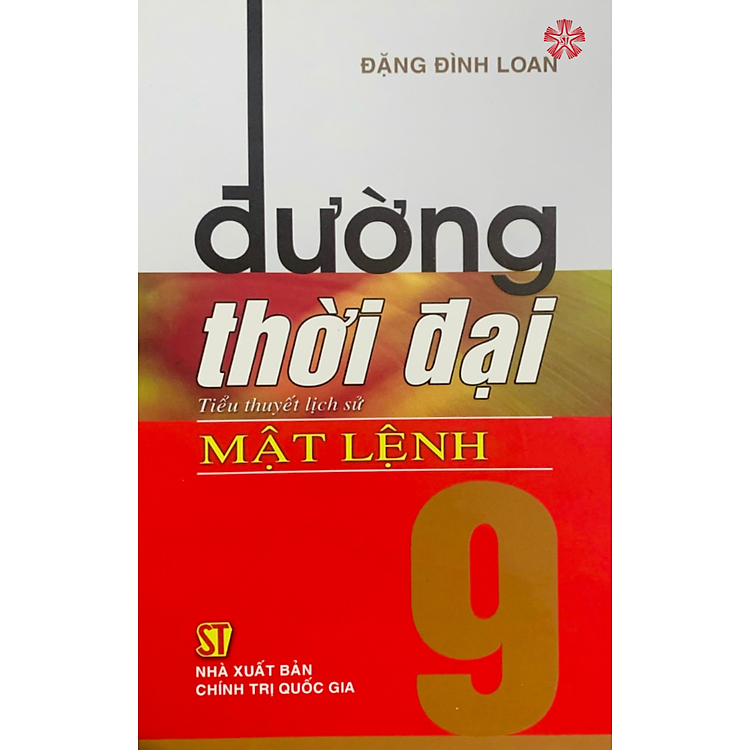 ĐẶNG ĐÌNH LOAN
đường
thời đại
Tiểu thuyết lịch sử
MẬT LỆNH
9
ST
NHÀ XUẤT BẢN
CHÍNH TRỊ QUỐC GIA